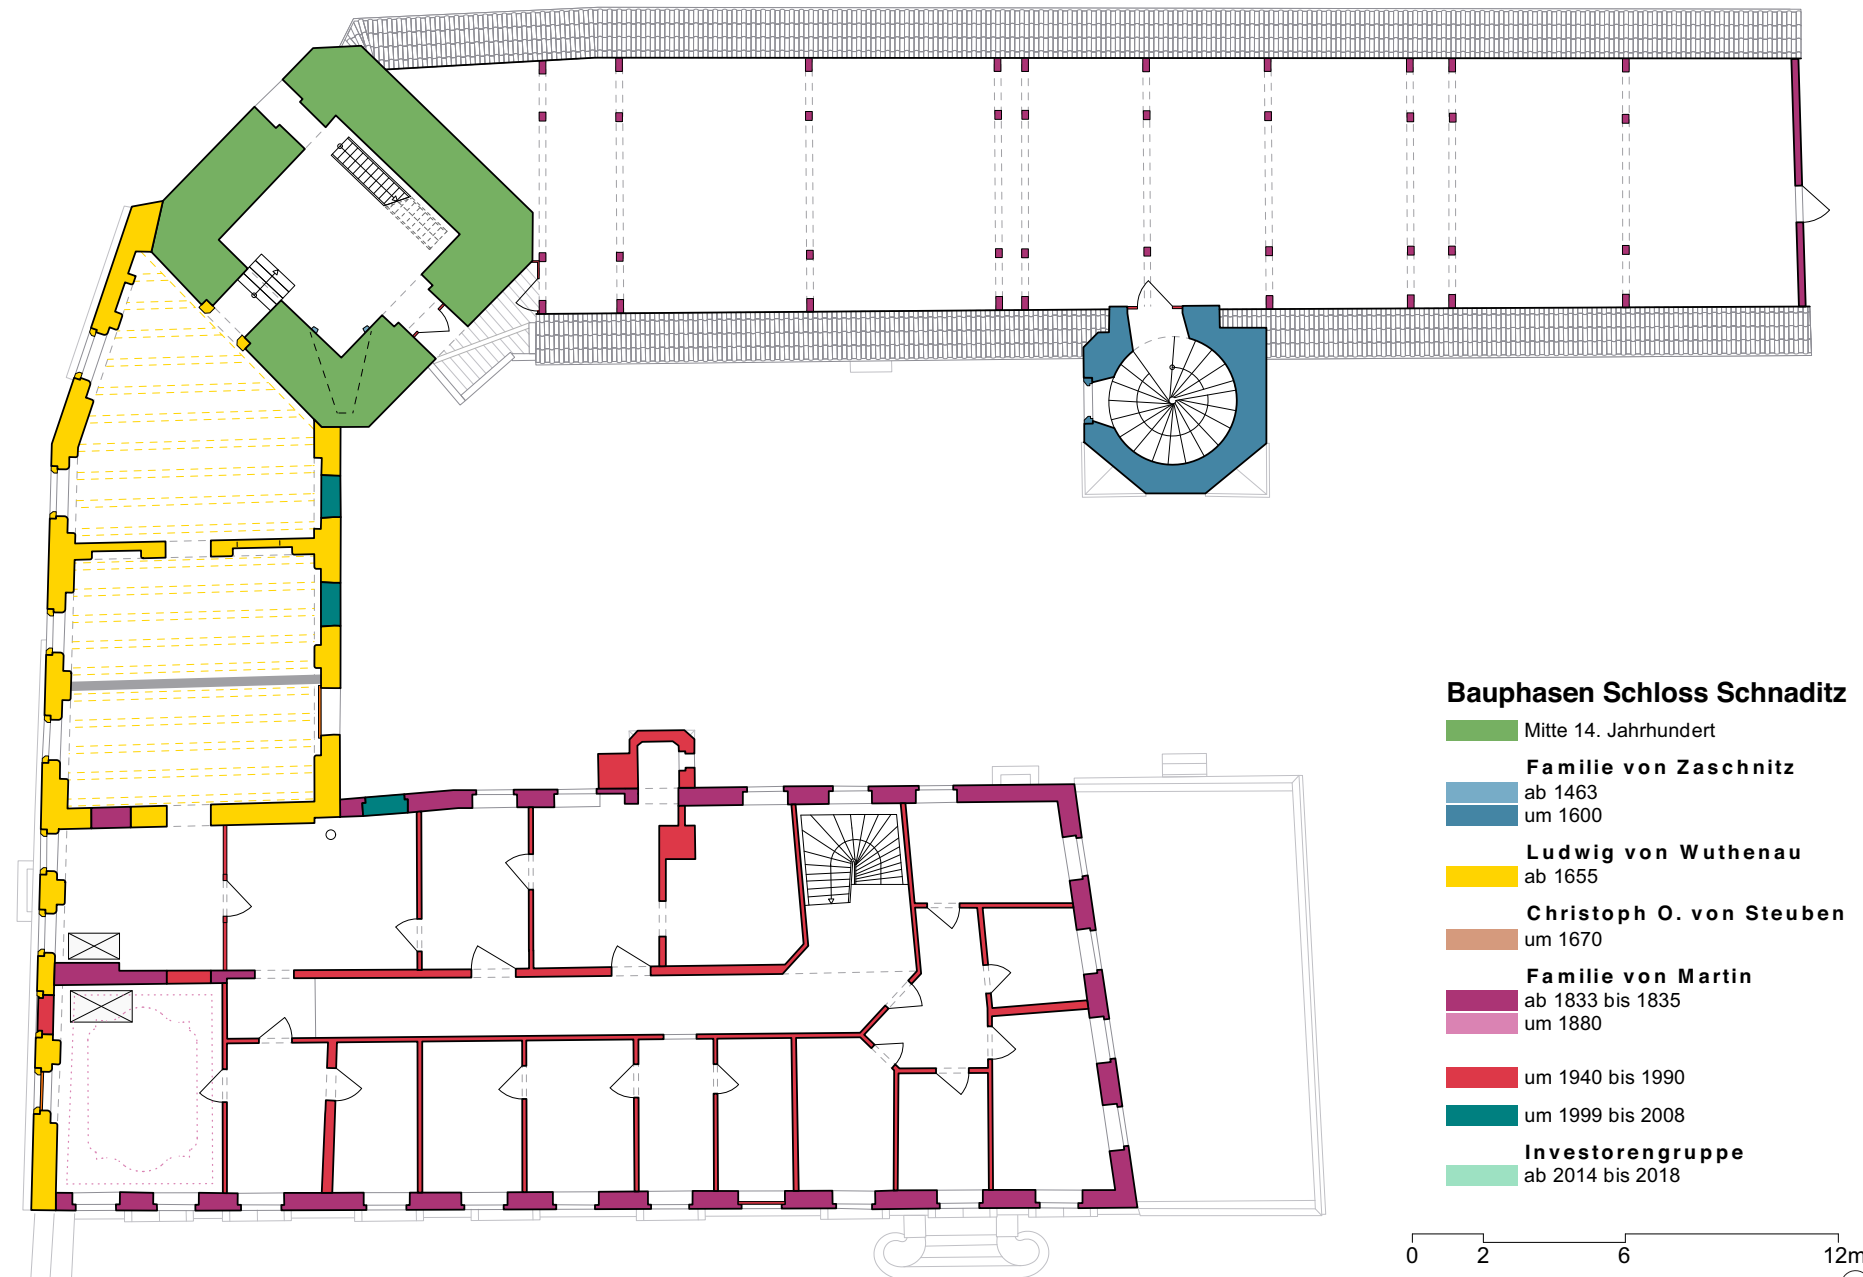 Bauphasen Schloss Schnaditz
Mitte 14. Jahrhundert
Familie von Zaschnitz
ab 1463
um 1600
Ludwig von Wuthenau
ab 1655
Christoph O. von Steuben
um 1670
Familie von Martin
ab 1833 bis 1835
um 1880
um 1940 bis 1990
um 1999 bis 2008
Investorengruppe
ab 2014 bis 2018
0 2 6 12m